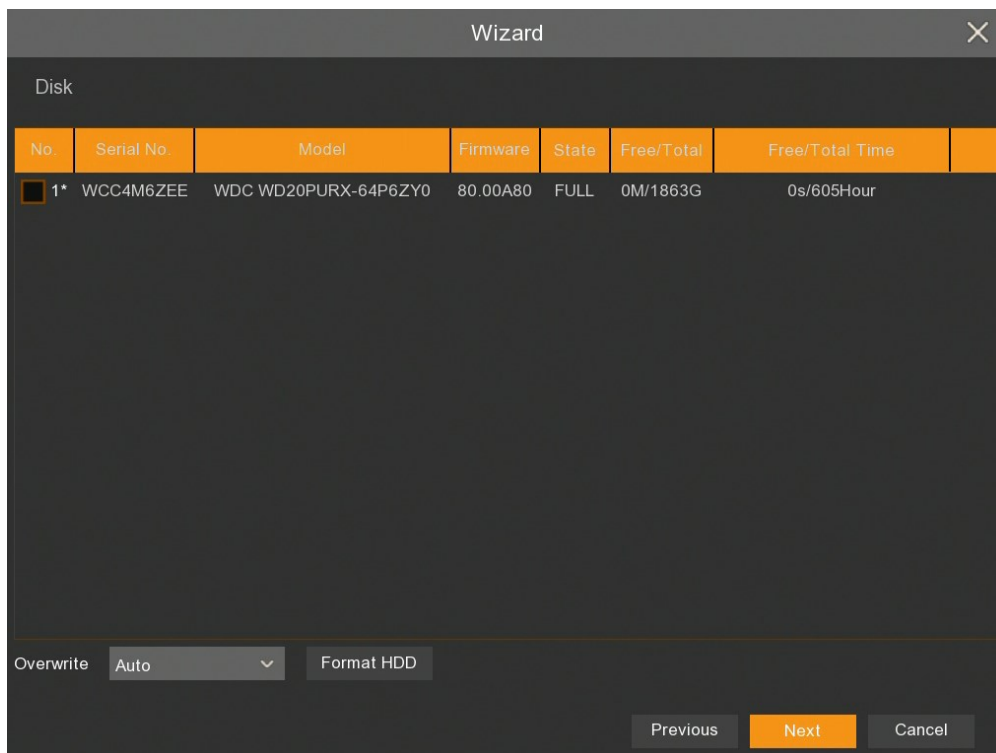 Wizard
Disk
No. Serial No. Model Firmware State Free/Total Free/Total Time
1* WCC4M6ZEE WDC WD20PURX-64P6ZY0 80.00A80 FULL 0M/1863G 0s/605Hour
Overwrite Auto Format HDD
Previous Next Cancel